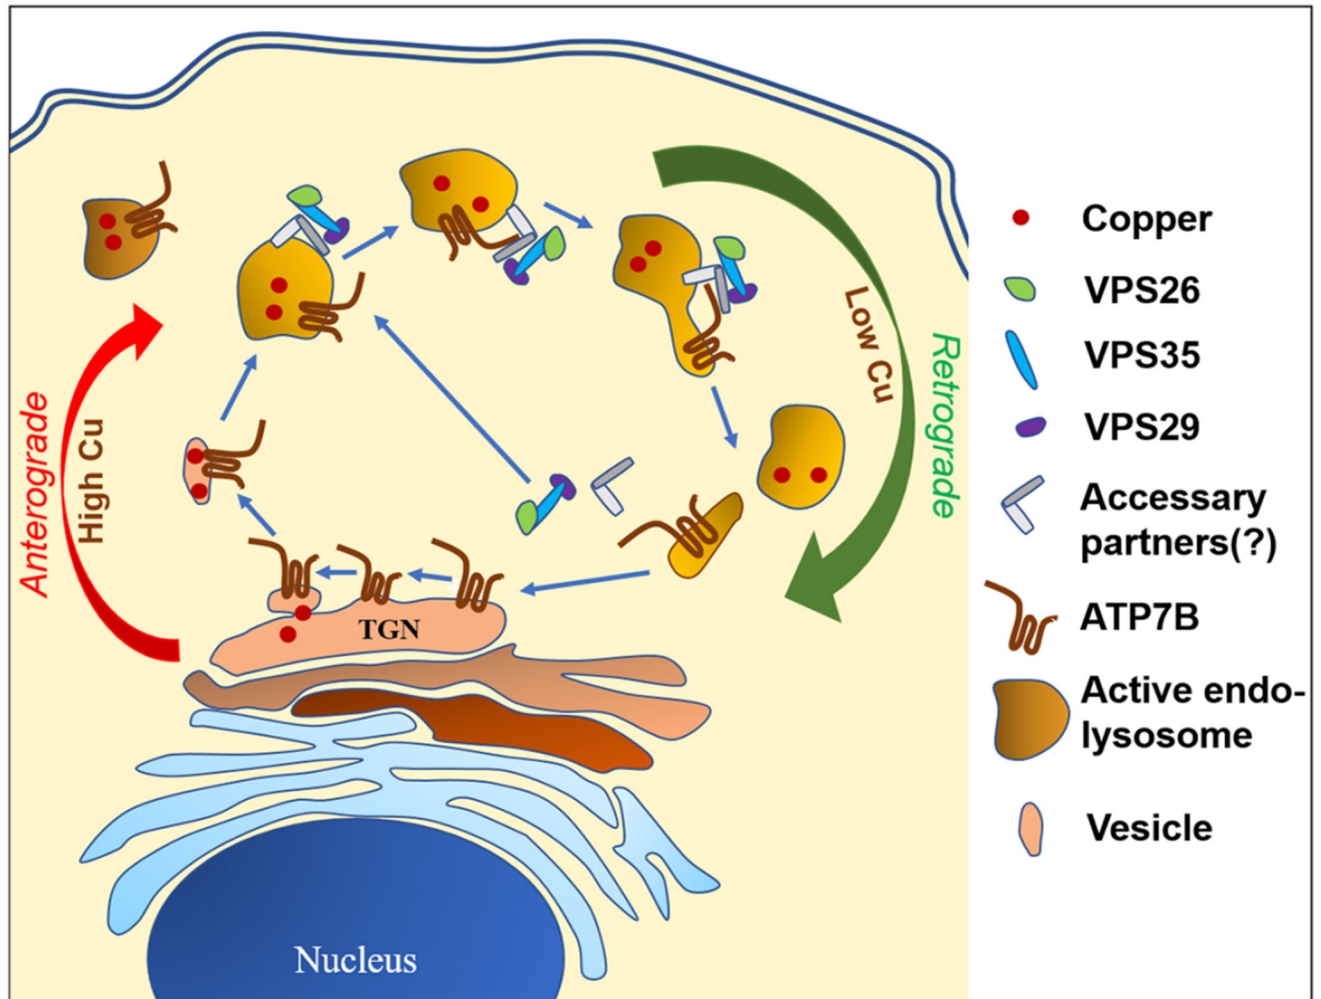 Anterograde
High Cu
Low Cu
Retrograde
TGN
Nucleus
Copper
VPS26
VPS35
VPS29
Accessary
partners(?)
ATP7B
Active endo-
lysosome
Vesicle